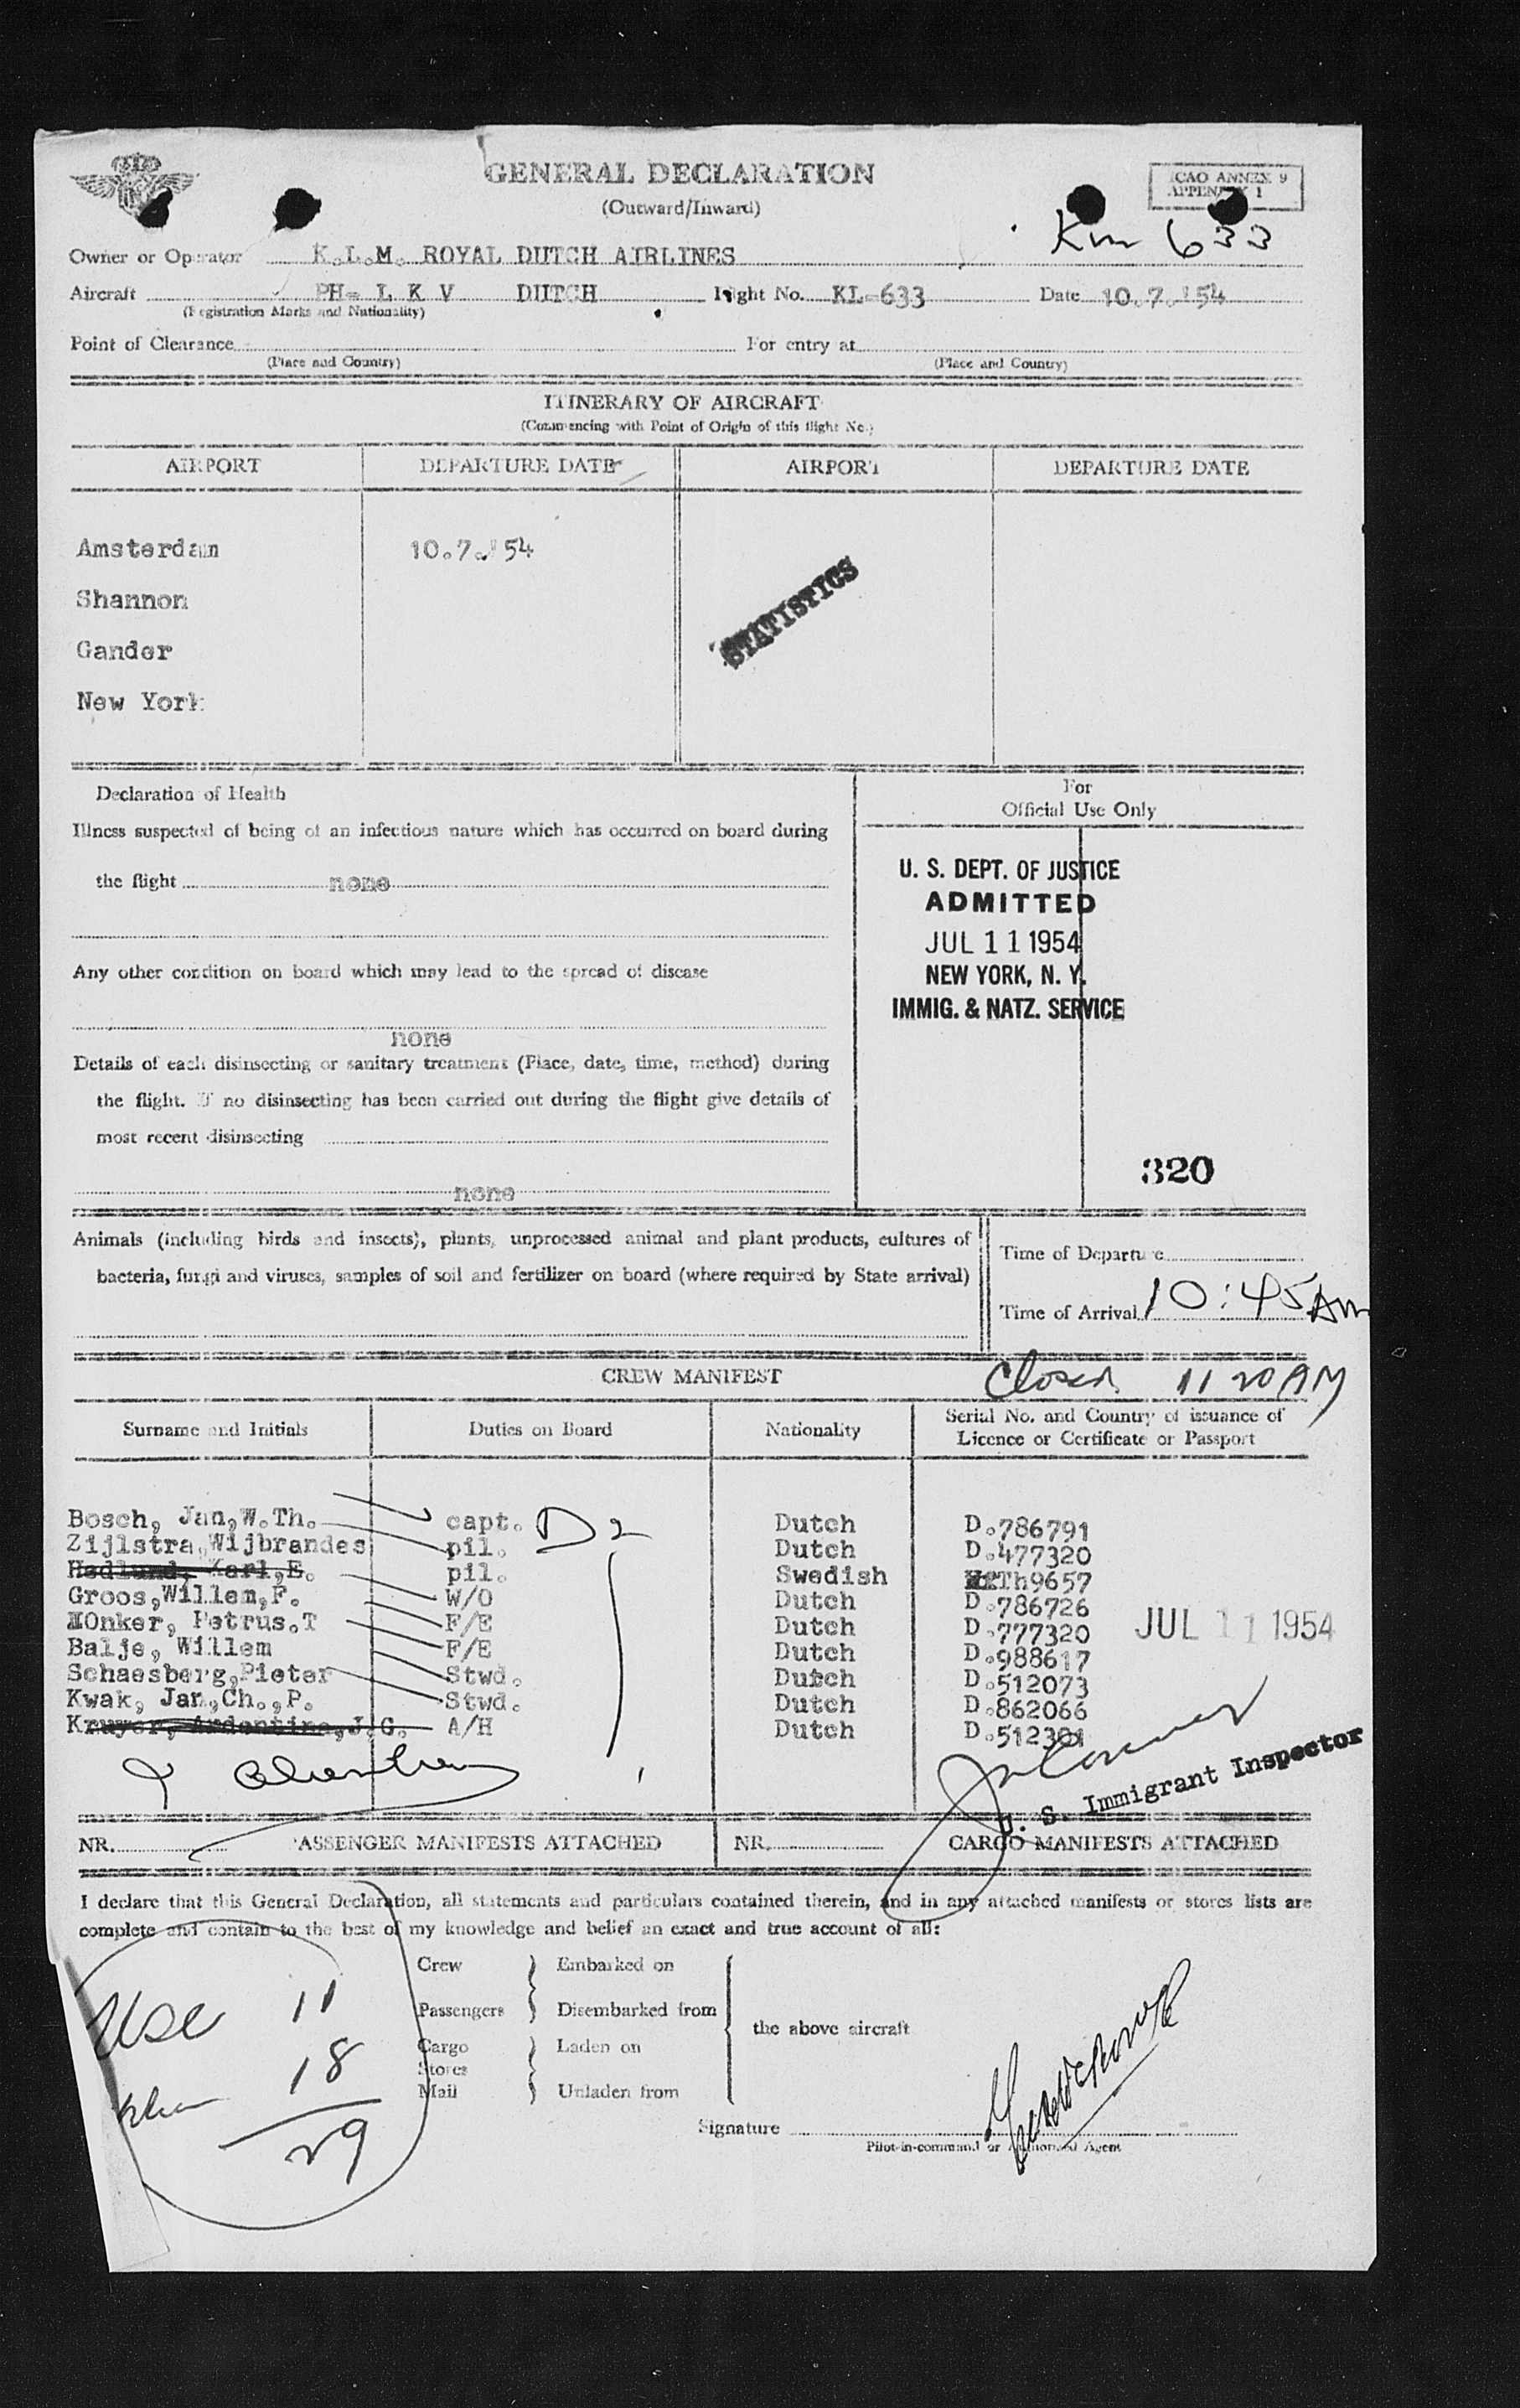 GENERAL DECLARATION
(Outward/Inward)
ICAO ANNEX 9
APPENDIX 1
Km 633
Owner or Operator K.L.M. ROYAL DUTCH AIRLINES
Aircraft PH- L K V DUTCH Flight No. KL-633 Date 10.7.'54
(Registration Marks and Nationality)
Point of Clearance For entry at
(Place and Country) (Place and Country)
ITINERARY OF AIRCRAFT
(Commencing with Point of Origin of this flight No.)
AIRPORT DEPARTURE DATE AIRPORT DEPARTURE DATE
Amsterdam 10.7.'54
Shannon
Gander
New York
STATISTICS
Declaration of Health
Illness suspected of being of an infectious nature which has occurred on board during
the flight none
Any other condition on board which may lead to the spread of disease
none
Details of each disinsecting or sanitary treatment (Place, date, time, method) during
the flight. If no disinsecting has been carried out during the flight give details of
most recent disinsecting
none
For
Official Use Only
U. S. DEPT. OF JUSTICE
ADMITTED
JUL 11 1954
NEW YORK, N. Y.
IMMIG. & NATZ. SERVICE
320
Animals (including birds and insects), plants, unprocessed animal and plant products, cultures of
bacteria, fungi and viruses, samples of soil and fertilizer on board (where required by State arrival)
Time of Departure
Time of Arrival 10:45 AM
CREW MANIFEST
Closed 11 20 AM
Surname and Initials Duties on Board Nationality Serial No. and Country of issuance of
Licence or Certificate or Passport
Bosch, Jan,W.Th. capt. D2 Dutch D.786791
Zijlstra,Wijbrandes pil. Dutch D.477320
Hedlund, Karl,E. pil. Swedish Th9657
Groos,Willem,F. W/O Dutch D.786726
MOnker, Petrus.T F/E Dutch D.777320
Balje, Willem F/E Dutch D.988617
Schaesberg,Pieter Stwd. Dutch D.512073
Kwak, Jan,Ch.,P. Stwd. Dutch D.862066
Kruyer, Ardentine,J.G. A/H Dutch D.512301
JUL 11 1954
U. S. Immigrant Inspector
NR. PASSENGER MANIFESTS ATTACHED NR. CARGO MANIFESTS ATTACHED
I declare that this General Declaration, all statements and particulars contained therein, and in any attached manifests or stores lists are
complete and contain to the best of my knowledge and belief an exact and true account of all:
Crew Embarked on
Passengers Disembarked from
the above aircraft
Cargo Laden on
Stores
Mail Unladen from
Signature
Pilot-in-command or Authorized Agent
USC 11
18
29